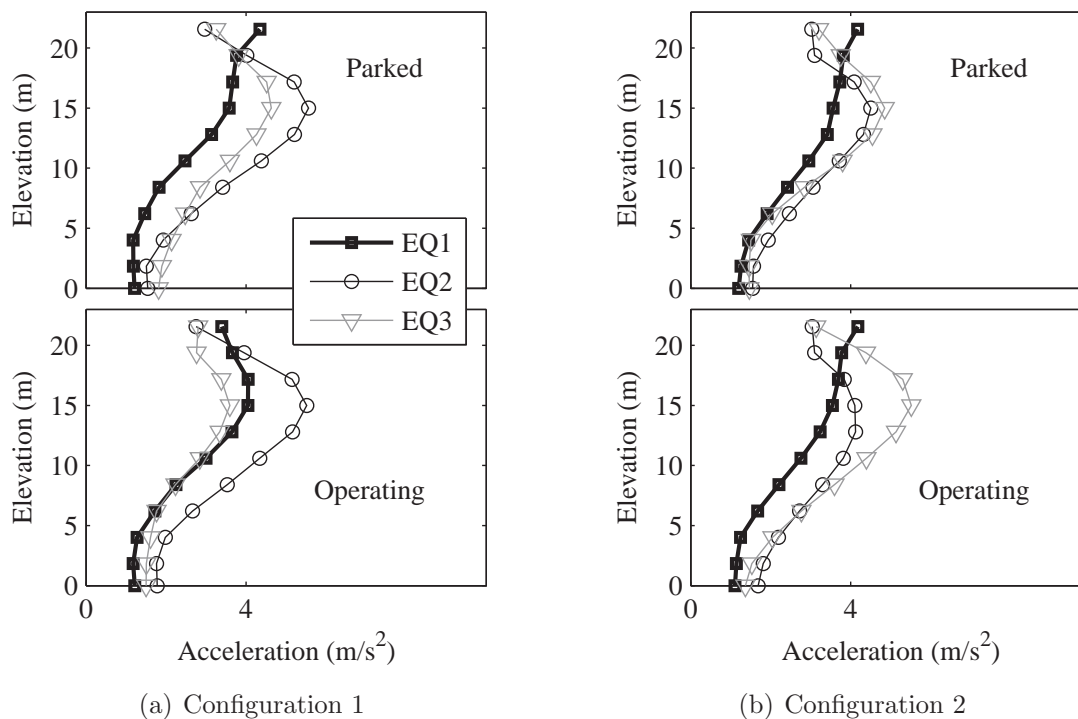 20
15
10
5
0
Elevation (m)
Parked
EQ1
EQ2
EQ3
20
15
10
5
0
Elevation (m)
Operating
0
4
Acceleration (m/s²)
(a) Configuration 1
20
15
10
5
0
Elevation (m)
Parked
20
15
10
5
0
Elevation (m)
Operating
0
4
Acceleration (m/s²)
(b) Configuration 2